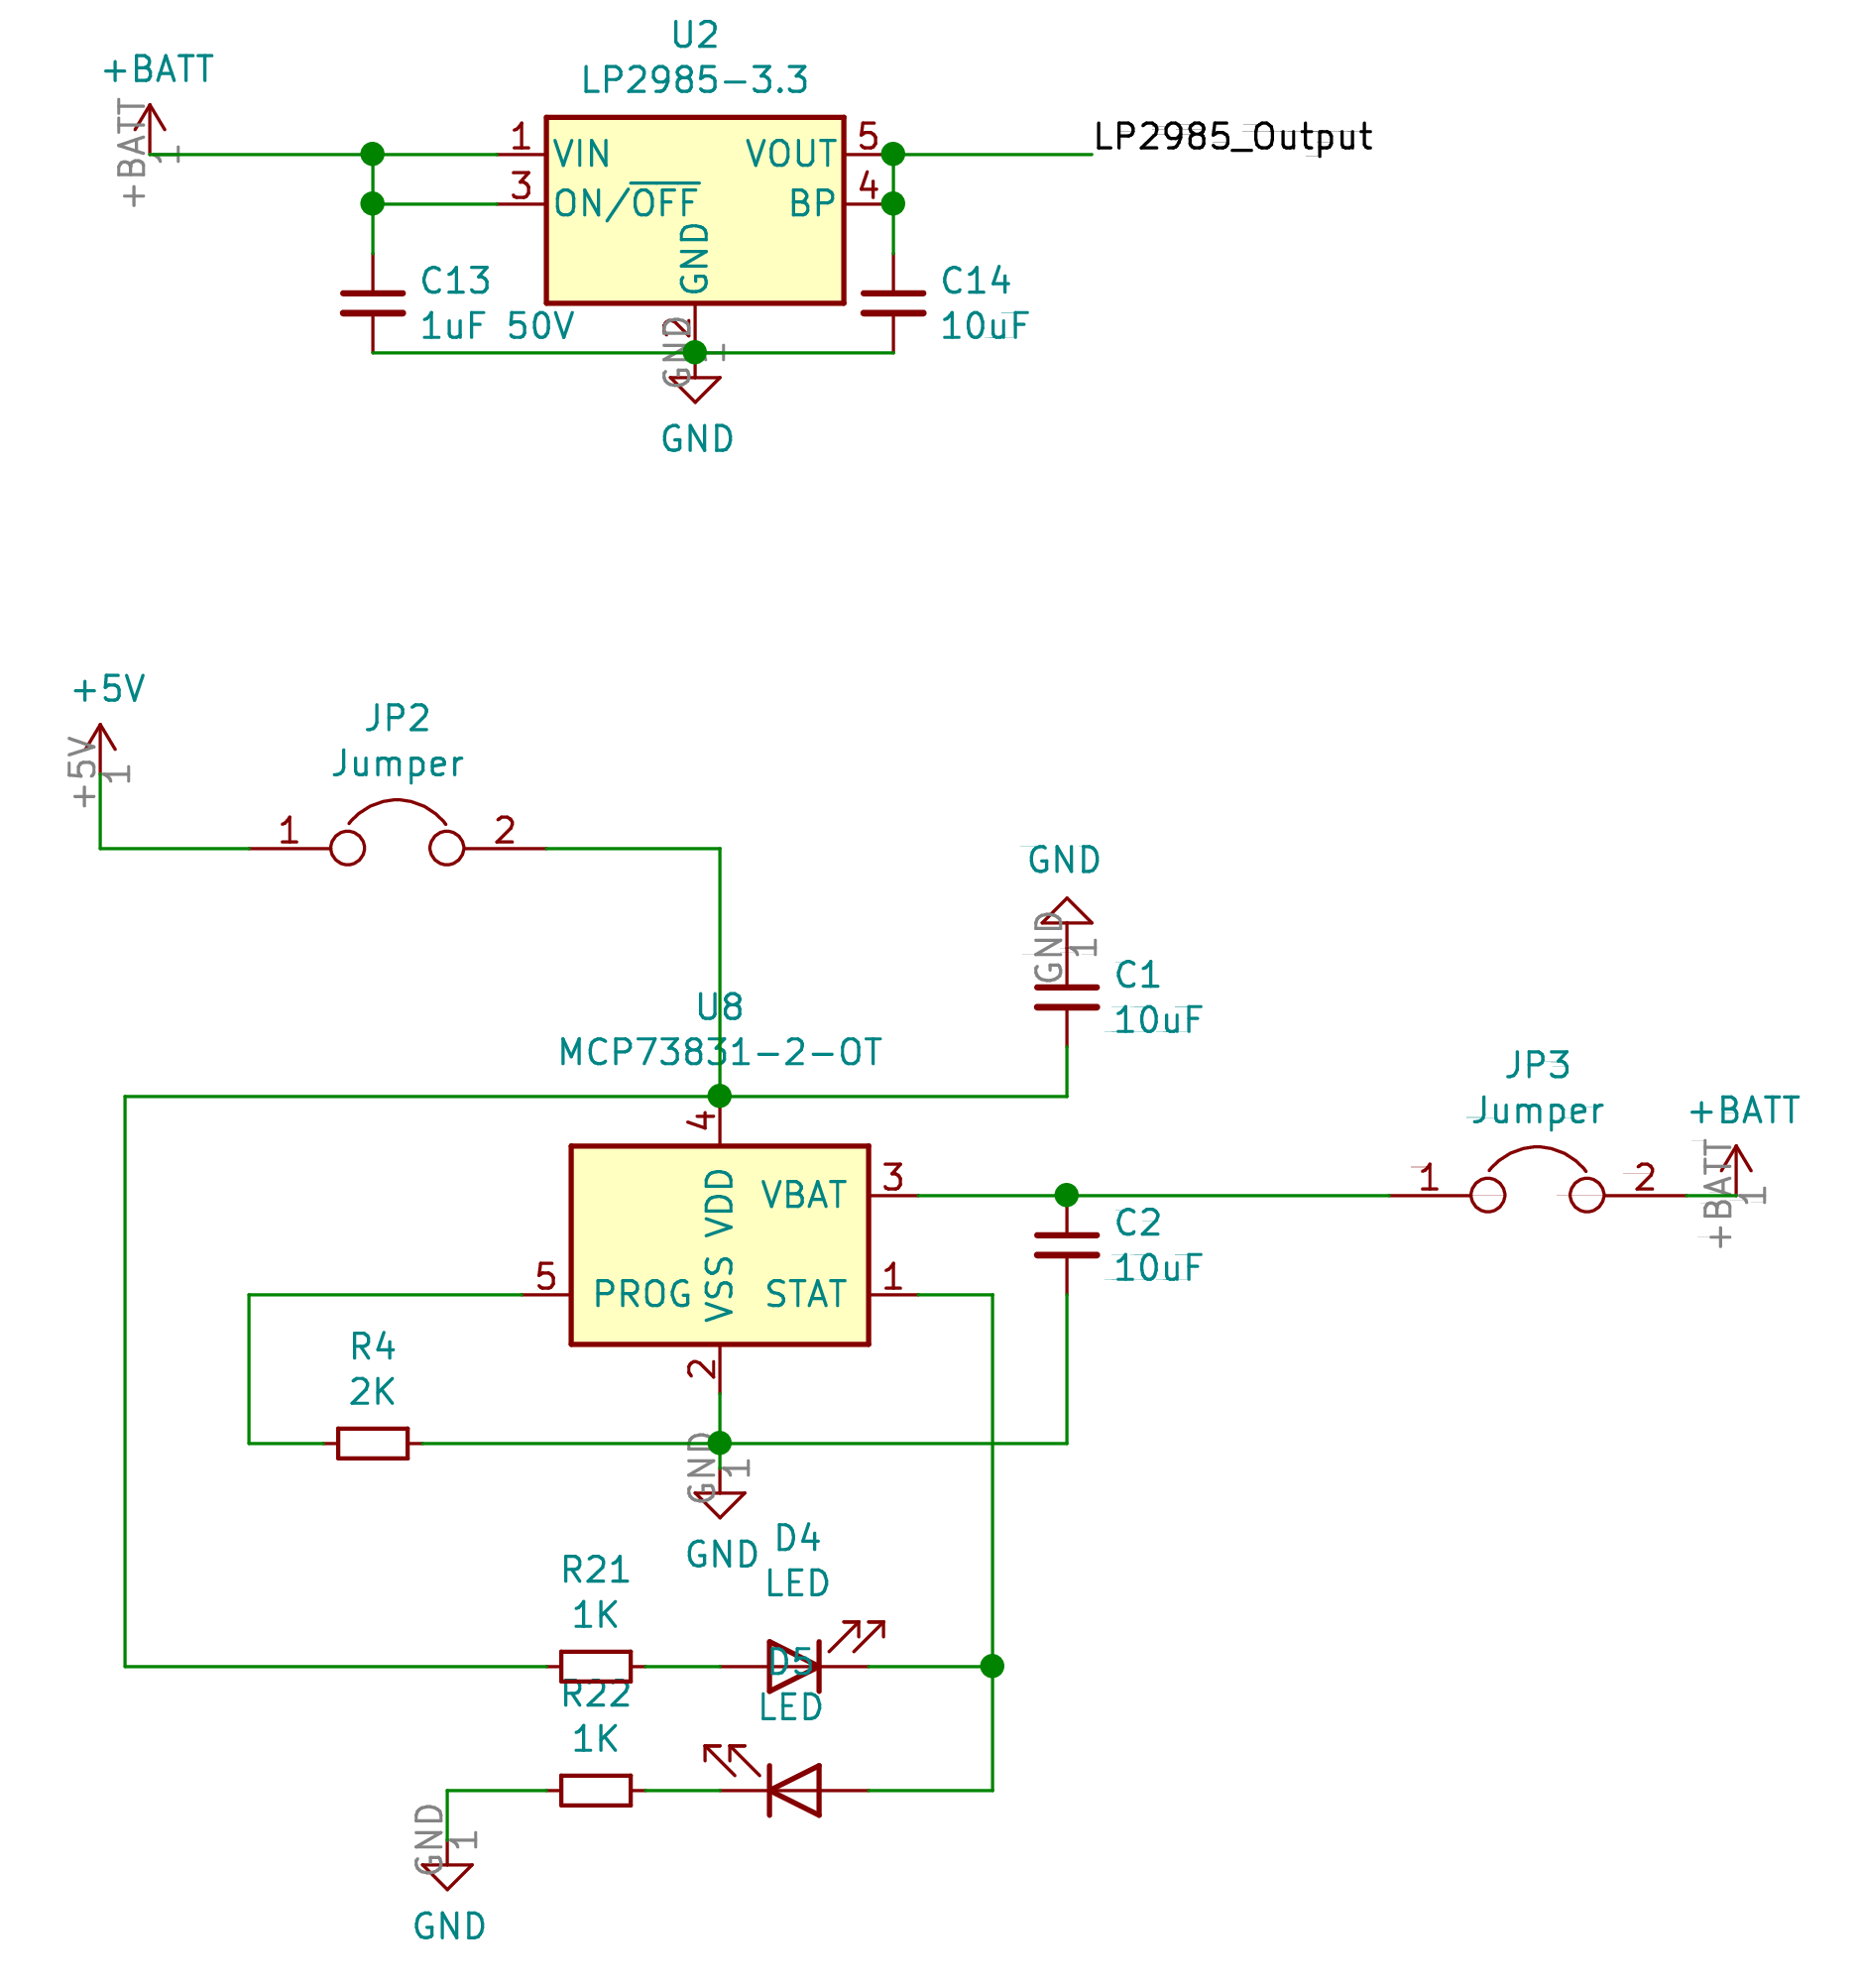 U2
LP2985-3.3
+BATT
+BATT
1
1
VIN
3
ON/OFF
GND
2
VOUT
5
BP
4
LP2985_Output
C13
1uF 50V
C14
10uF
GND
1
GND
+5V
+5V
1
JP2
Jumper
1
2
GND
GND
1
C1
10uF
U8
MCP73831-2-OT
4
VDD
VSS
VBAT
3
PROG
5
STAT
1
2
C2
10uF
JP3
Jumper
1
2
+BATT
+BATT
1
R4
2K
GND
1
GND
D4
LED
R21
1K
D5
LED
R22
1K
GND
1
GND